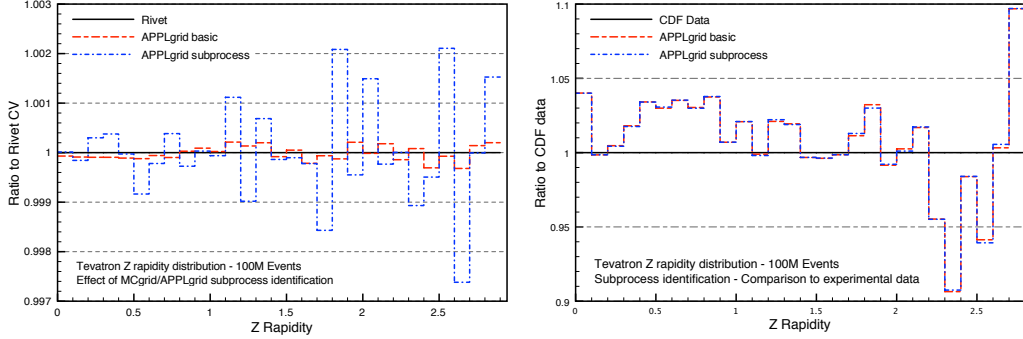 1.003
1.002
1.001
1
0.999
0.998
0.997
Ratio to Rivet CV
Rivet
APPLgrid basic
APPLgrid subprocess
Tevatron Z rapidity distribution - 100M Events
Effect of MCgrid/APPLgrid subprocess identification
0 0.5 1 1.5 2 2.5
Z Rapidity
1.1
1.05
1
0.95
0.9
Ratio to CDF data
CDF Data
APPLgrid basic
APPLgrid subprocess
Tevatron Z rapidity distribution - 100M Events
Subprocess identification - Comparison to experimental data
0 0.5 1 1.5 2 2.5
Z Rapidity